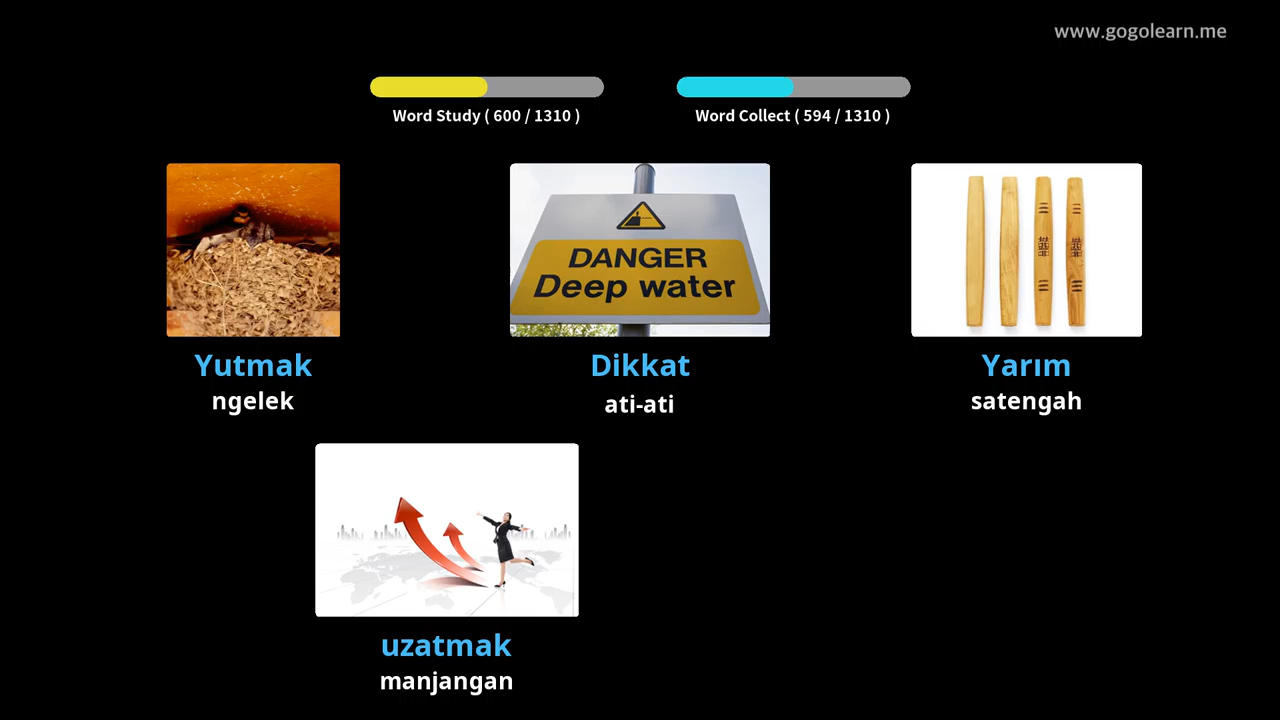 www.gogolearn.me
Word Study ( 600 / 1310 )
Word Collect ( 594 / 1310 )
DANGER
Deep water
Yutmak
ngelek
Dikkat
ati-ati
Yarım
satengah
uzatmak
manjangan